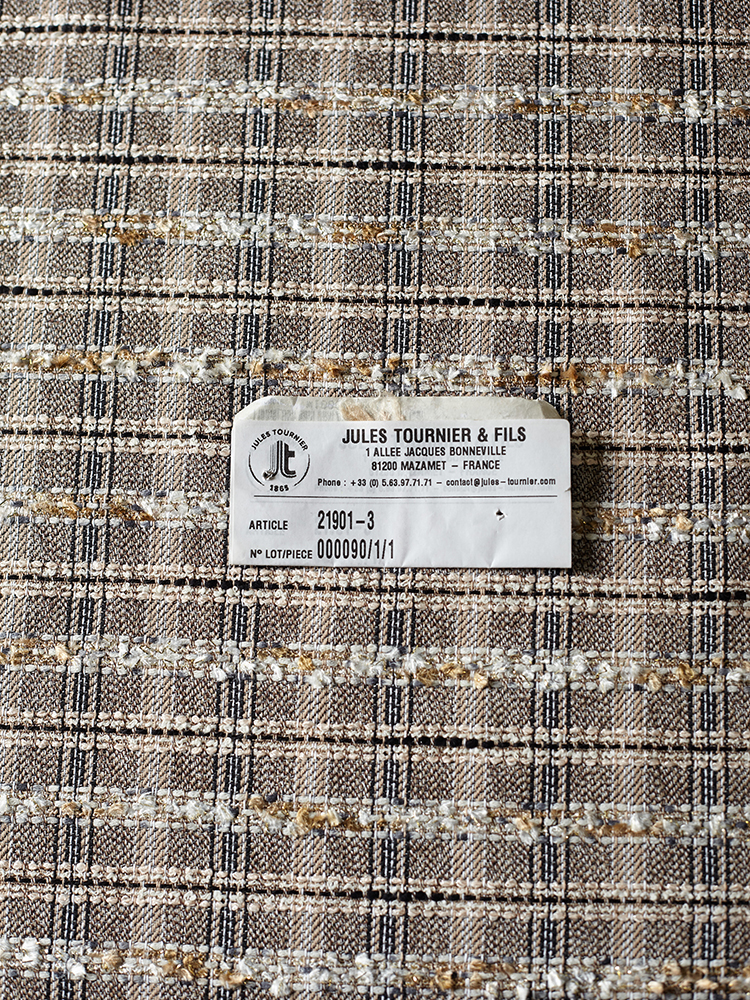 JULES TOURNIER
Jt
1865
JULES TOURNIER & FILS
1 ALLEE JACQUES BONNEVILLE
81200 MAZAMET – FRANCE
Phone : +33 (0) 5.63.97.71.71 – contact@jules–tournier.com
ARTICLE 21901–3
Nº LOT/PIECE 000090/1/1